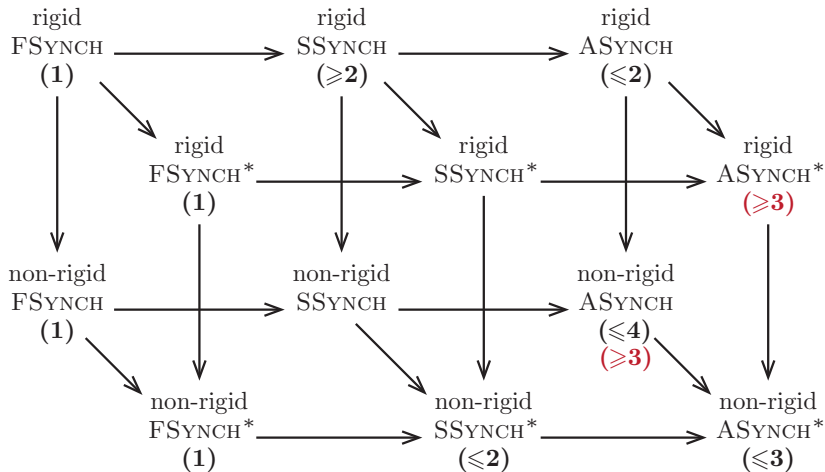 rigid
FSYNCH
(1)
rigid
SSYNCH
(⩾2)
rigid
ASYNCH
(⩽2)
rigid
FSYNCH*
(1)
rigid
SSYNCH*
rigid
ASYNCH*
(⩾3)
non-rigid
FSYNCH
(1)
non-rigid
SSYNCH
non-rigid
ASYNCH
(⩽4)
(⩾3)
non-rigid
FSYNCH*
(1)
non-rigid
SSYNCH*
(⩽2)
non-rigid
ASYNCH*
(⩽3)